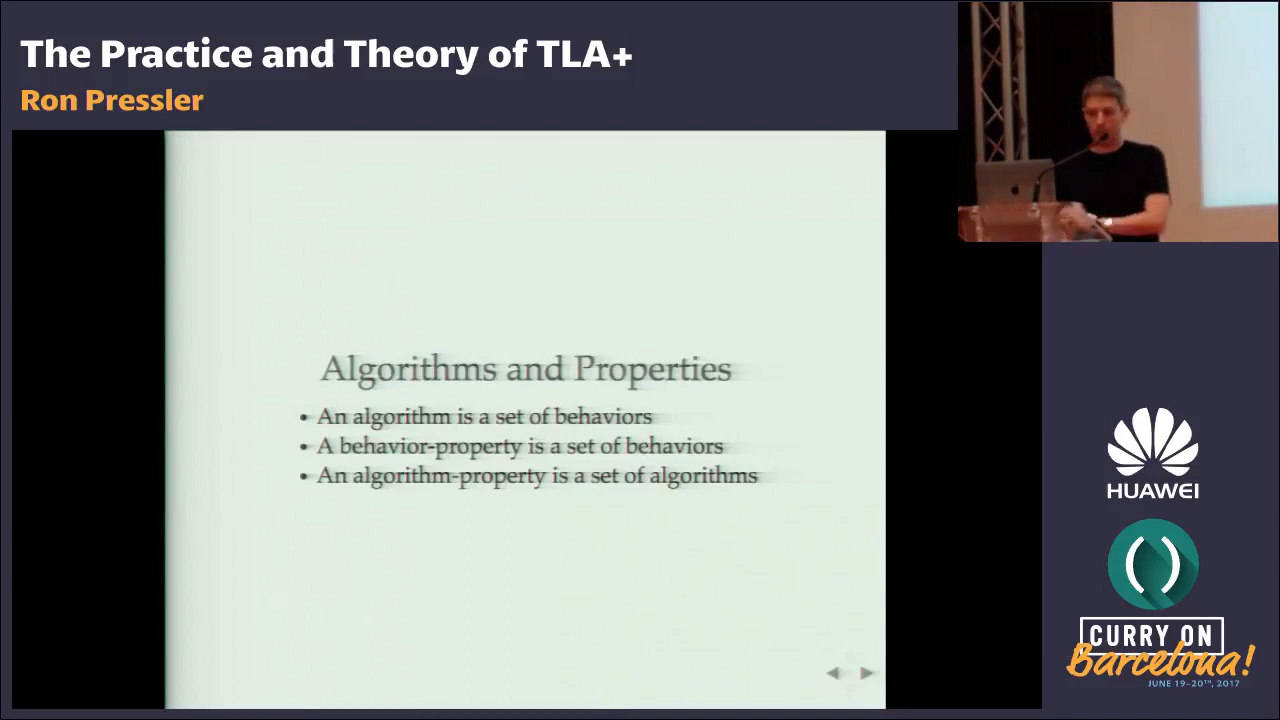 The Practice and Theory of TLA+
Ron Pressler
Algorithms and Properties
• An algorithm is a set of behaviors
• A behavior-property is a set of behaviors
• An algorithm-property is a set of algorithms
HUAWEI
CURRY ON
Barcelona!
JUNE 19-20TH, 2017